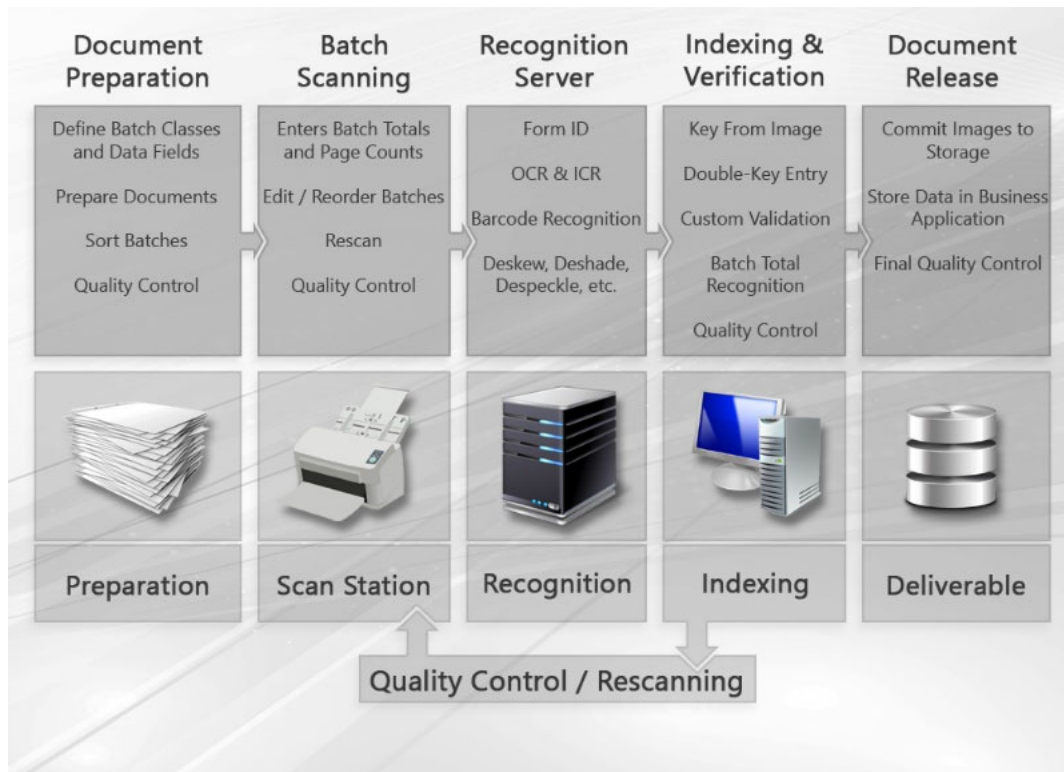 Document
Preparation
Batch
Scanning
Recognition
Server
Indexing &
Verification
Document
Release
Define Batch Classes
and Data Fields
Prepare Documents
Sort Batches
Quality Control
Enters Batch Totals
and Page Counts
Edit / Reorder Batches
Rescan
Quality Control
Form ID
OCR & ICR
Barcode Recognition
Deskew, Deshade,
Despeckle, etc.
Key From Image
Double-Key Entry
Custom Validation
Batch Total
Recognition
Quality Control
Commit Images to
Storage
Store Data in Business
Application
Final Quality Control
Preparation
Scan Station
Recognition
Indexing
Deliverable
Quality Control / Rescanning